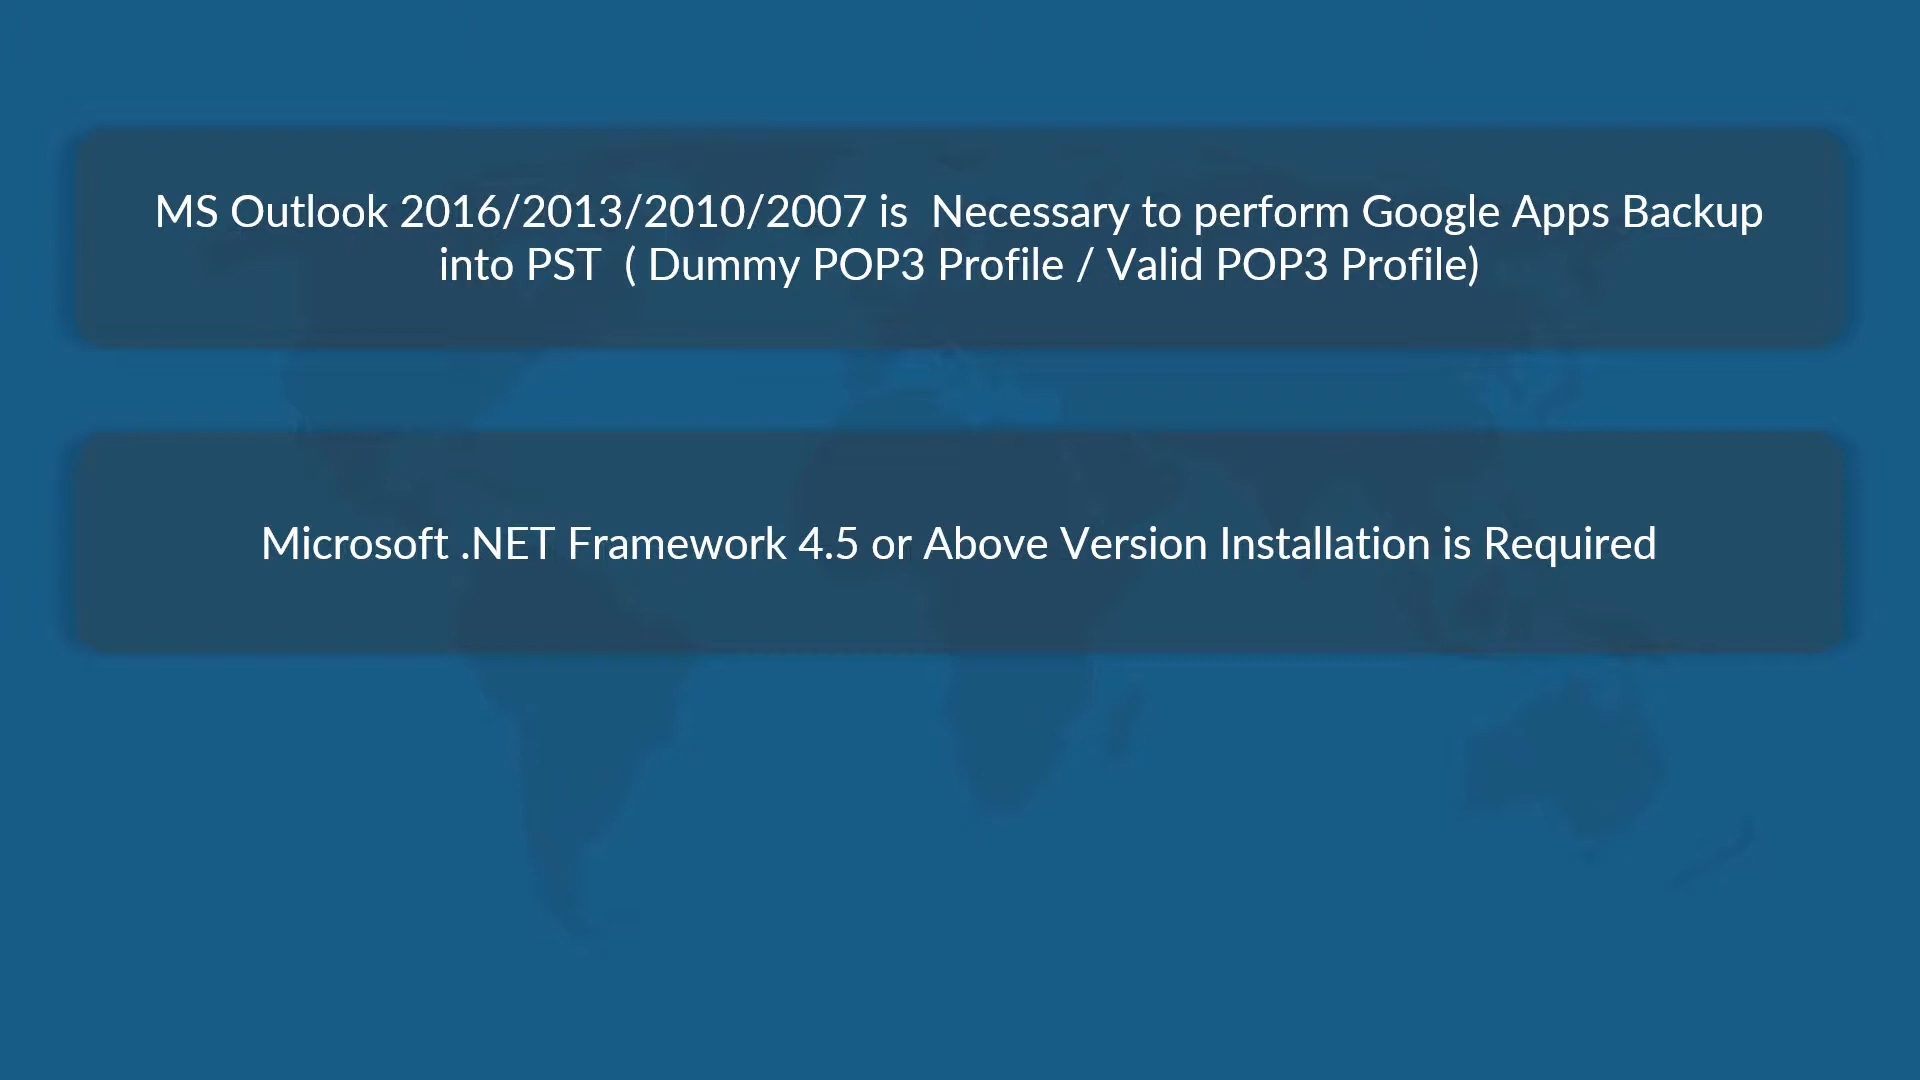 MS Outlook 2016/2013/2010/2007 is  Necessary to perform Google Apps Backup
into PST  ( Dummy POP3 Profile / Valid POP3 Profile)
Microsoft .NET Framework 4.5 or Above Version Installation is Required